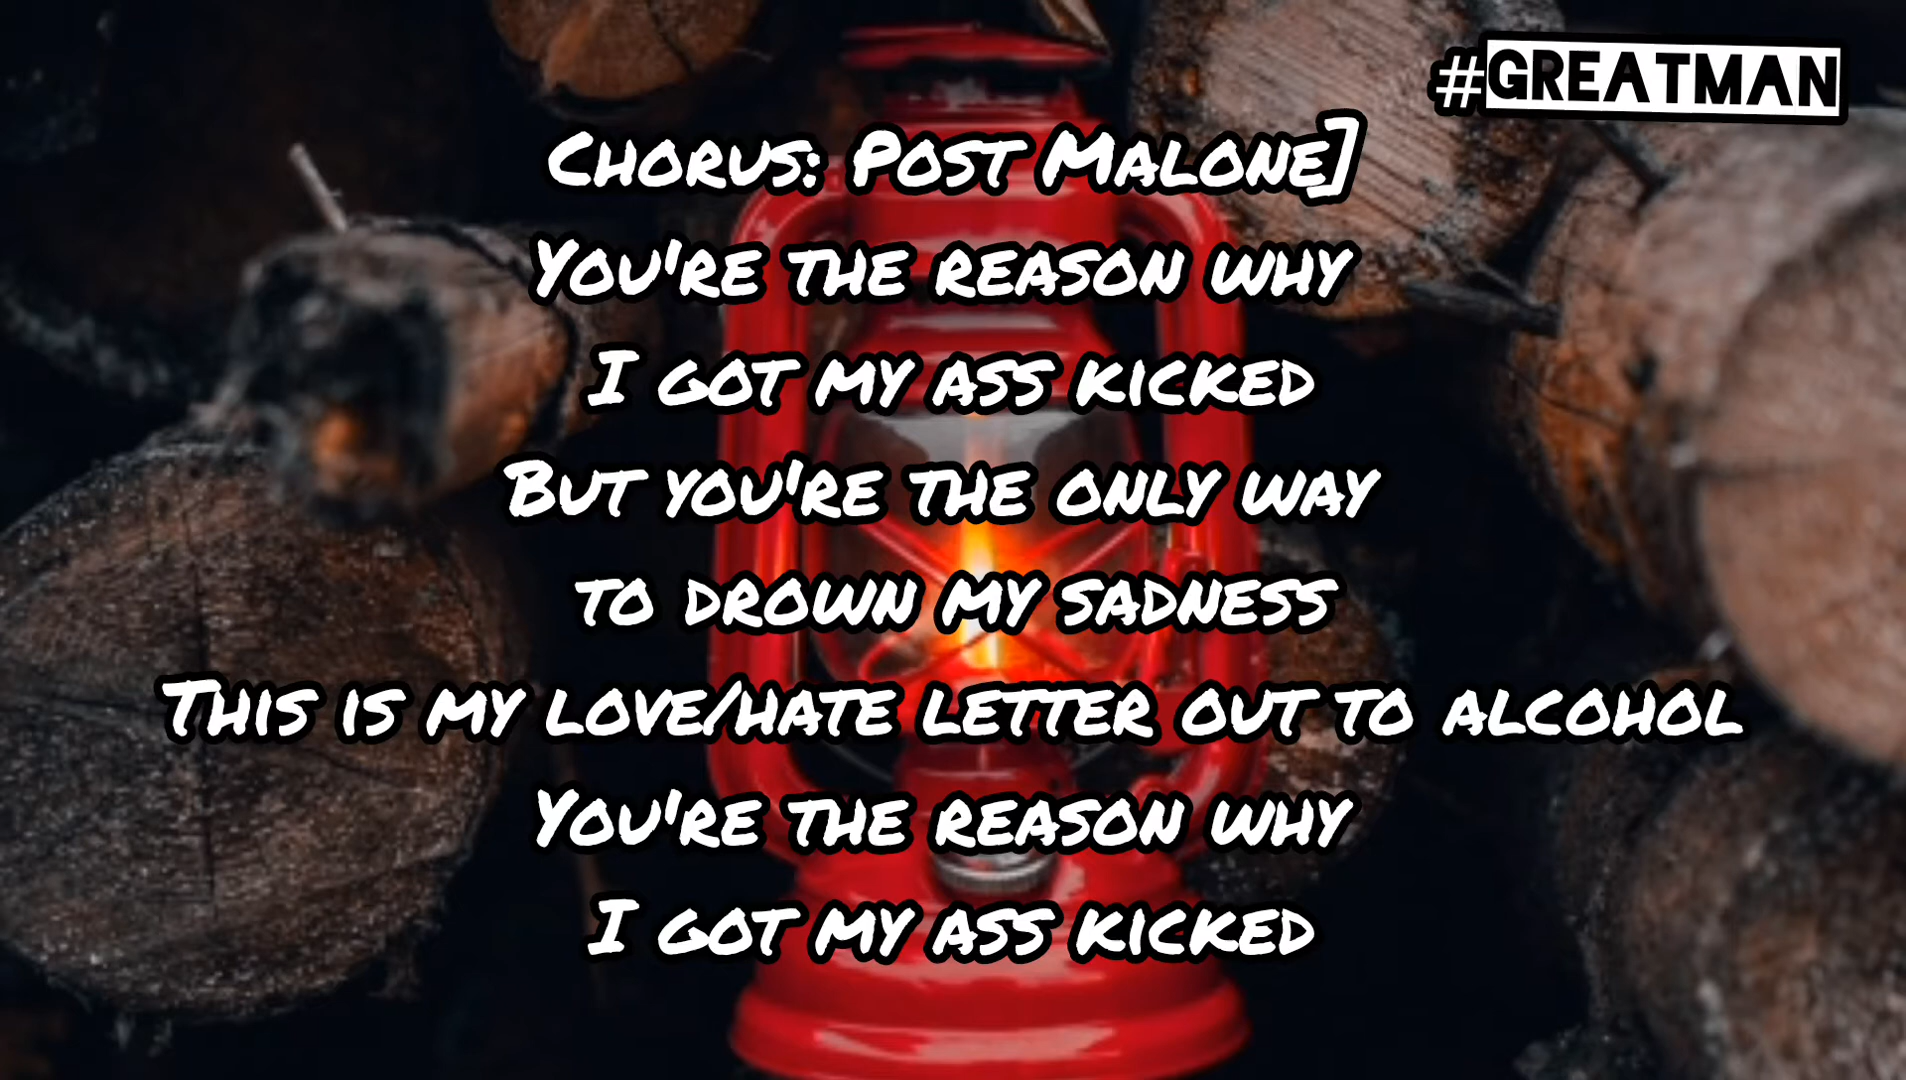 #GREATMAN
Chorus: Post Malone]
You're the reason why
I got my ass kicked
But you're the only way
to drown my sadness
This is my love/hate letter out to alcohol
You're the reason why
I got my ass kicked